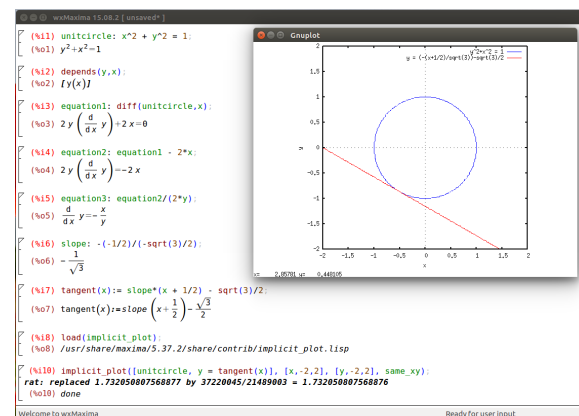 wxMaxima 15.08.2 [ unsaved* ]
(%i1) unitcircle: x^2 + y^2 = 1;
(%o1) y²+x²=1
(%i2) depends(y,x);
(%o2) [y(x)]
(%i3) equation1: diff(unitcircle,x);
(%o3) 2 y ( d/dx y)+2 x=0
(%i4) equation2: equation1 - 2*x;
(%o4) 2 y ( d/dx y)=-2 x
(%i5) equation3: equation2/(2*y);
(%o5) d/dx y=- x/y
(%i6) slope: -(-1/2)/(-sqrt(3)/2);
(%o6) - 1/√3
(%i7) tangent(x):= slope*(x + 1/2) - sqrt(3)/2;
(%o7) tangent(x):=slope (x+ 1/2)- √3/2
(%i8) load(implicit_plot);
(%o8) /usr/share/maxima/5.37.2/share/contrib/implicit_plot.lisp
(%i10) implicit_plot([unitcircle, y = tangent(x)], [x,-2,2], [y,-2,2], same_xy);
rat: replaced 1.732050807568877 by 37220045/21489003 = 1.732050807568876
(%o10) done
Welcome to wxMaxima
Ready for user input
Gnuplot
y^2+x^2 = 1
y = (-(x+1/2)/sqrt(3))-sqrt(3)/2
2
1.5
1
0.5
0
-0.5
-1
-1.5
-2
y
-2 -1.5 -1 -0.5 0 0.5 1 1.5 2
x
x= 2.85781 y= 0.448105